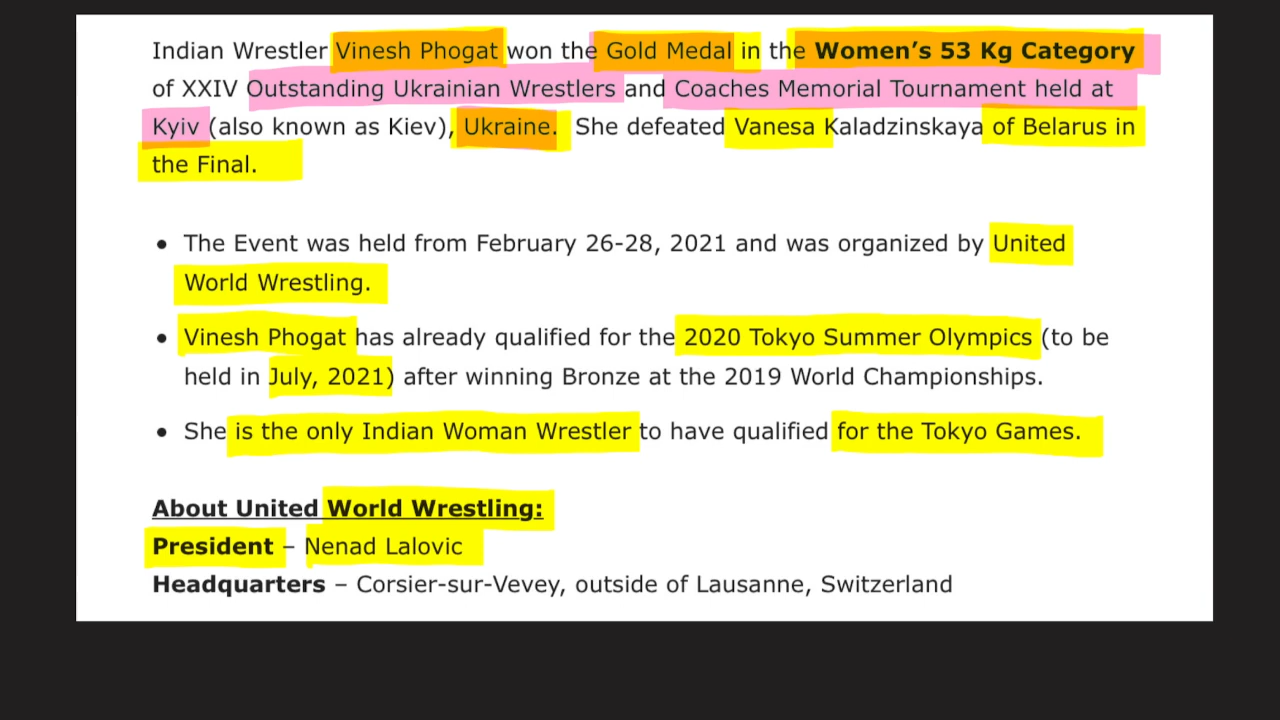 Indian Wrestler Vinesh Phogat won the Gold Medal in the Women's 53 Kg Category
of XXIV Outstanding Ukrainian Wrestlers and Coaches Memorial Tournament held at
Kyiv (also known as Kiev), Ukraine. She defeated Vanesa Kaladzinskaya of Belarus in
the Final.
• The Event was held from February 26-28, 2021 and was organized by United
World Wrestling.
• Vinesh Phogat has already qualified for the 2020 Tokyo Summer Olympics (to be
held in July, 2021) after winning Bronze at the 2019 World Championships.
• She is the only Indian Woman Wrestler to have qualified for the Tokyo Games.
About United World Wrestling:
President – Nenad Lalovic
Headquarters – Corsier-sur-Vevey, outside of Lausanne, Switzerland